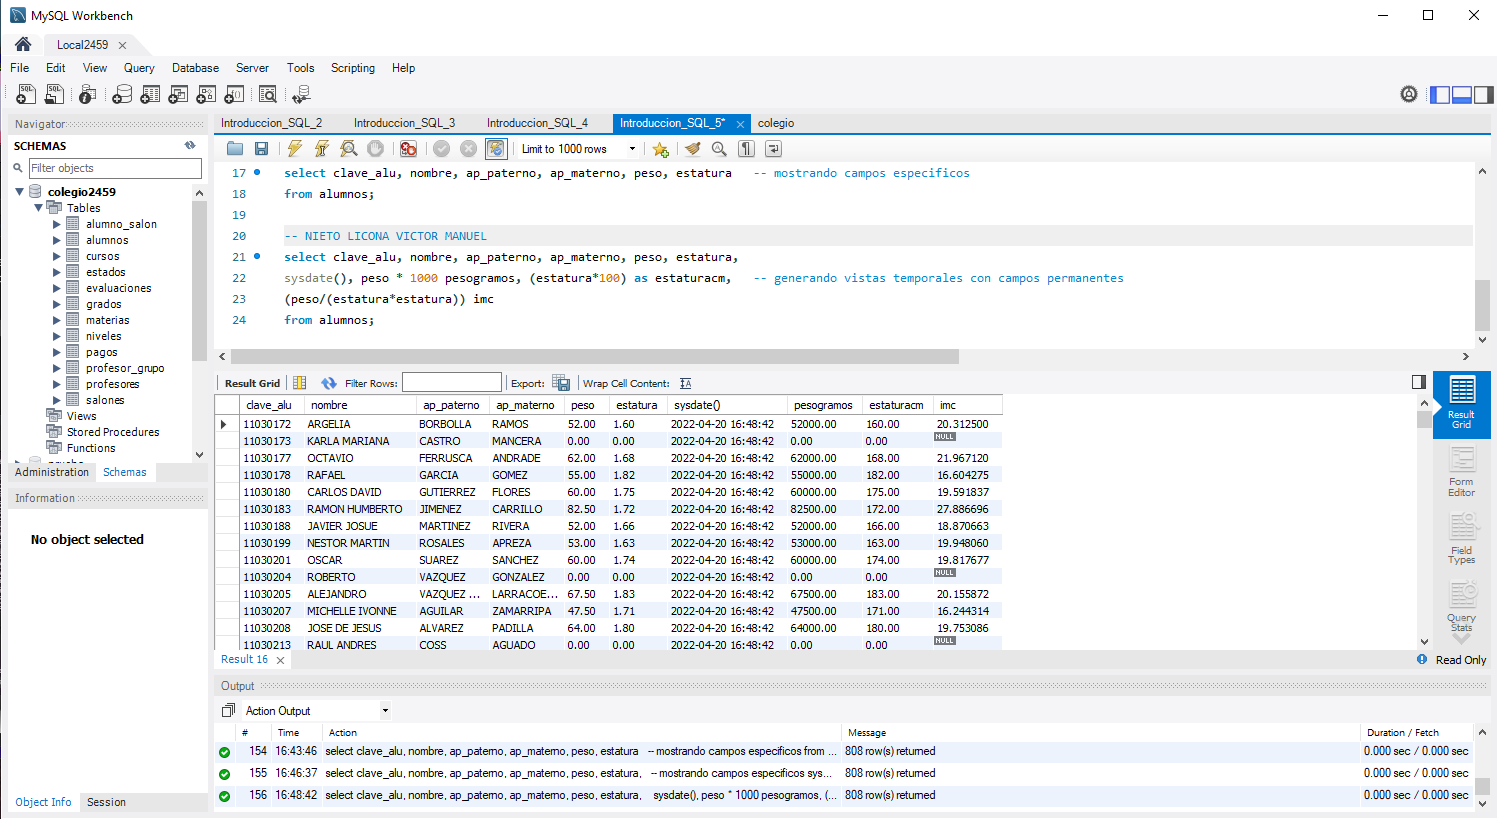 MySQL Workbench
Local2459
File Edit View Query Database Server Tools Scripting Help
Navigator
SCHEMAS
Filter objects
colegio2459
Tables
alumno_salon
alumnos
cursos
estados
evaluaciones
grados
materias
niveles
pagos
profesor_grupo
profesores
salones
Views
Stored Procedures
Functions
Administration Schemas
Information
No object selected
Object Info Session
Introduccion_SQL_2 Introduccion_SQL_3 Introduccion_SQL_4 Introduccion_SQL_5* colegio
Limit to 1000 rows
17 select clave_alu, nombre, ap_paterno, ap_materno, peso, estatura -- mostrando campos especificos
18 from alumnos;
19
20 -- NIETO LICONA VICTOR MANUEL
21 select clave_alu, nombre, ap_paterno, ap_materno, peso, estatura,
22 sysdate(), peso * 1000 pesogramos, (estatura*100) as estaturacm, -- generando vistas temporales con campos permanentes
23 (peso/(estatura*estatura)) imc
24 from alumnos;
Result Grid Filter Rows: Export: Wrap Cell Content:
clave_alu nombre ap_paterno ap_materno peso estatura sysdate() pesogramos estaturacm imc
11030172 ARGELIA BORBOLLA RAMOS 52.00 1.60 2022-04-20 16:48:42 52000.00 160.00 20.312500
11030173 KARLA MARIANA CASTRO MANCERA 0.00 0.00 2022-04-20 16:48:42 0.00 0.00 NULL
11030177 OCTAVIO FERRUSCA ANDRADE 62.00 1.68 2022-04-20 16:48:42 62000.00 168.00 21.967120
11030178 RAFAEL GARCIA GOMEZ 55.00 1.82 2022-04-20 16:48:42 55000.00 182.00 16.604275
11030180 CARLOS DAVID GUTIERREZ FLORES 60.00 1.75 2022-04-20 16:48:42 60000.00 175.00 19.591837
11030183 RAMON HUMBERTO JIMENEZ CARRILLO 82.50 1.72 2022-04-20 16:48:42 82500.00 172.00 27.886696
11030188 JAVIER JOSUE MARTINEZ RIVERA 52.00 1.66 2022-04-20 16:48:42 52000.00 166.00 18.870663
11030199 NESTOR MARTIN ROSALES APREZA 53.00 1.63 2022-04-20 16:48:42 53000.00 163.00 19.948060
11030201 OSCAR SUAREZ SANCHEZ 60.00 1.74 2022-04-20 16:48:42 60000.00 174.00 19.817677
11030204 ROBERTO VAZQUEZ GONZALEZ 0.00 0.00 2022-04-20 16:48:42 0.00 0.00 NULL
11030205 ALEJANDRO VAZQUEZ ... LARRACOE... 67.50 1.83 2022-04-20 16:48:42 67500.00 183.00 20.155872
11030207 MICHELLE IVONNE AGUILAR ZAMARRIPA 47.50 1.71 2022-04-20 16:48:42 47500.00 171.00 16.244314
11030208 JOSE DE JESUS ALVAREZ PADILLA 64.00 1.80 2022-04-20 16:48:42 64000.00 180.00 19.753086
11030213 RAUL ANDRES COSS AGUADO 0.00 0.00 2022-04-20 16:48:42 0.00 0.00 NULL
Result Grid
Form Editor
Field Types
Query Stats
Result 16
Read Only
Output
Action Output
# Time Action Message Duration / Fetch
154 16:43:46 select clave_alu, nombre, ap_paterno, ap_materno, peso, estatura -- mostrando campos especificos from ... 808 row(s) returned 0.000 sec / 0.000 sec
155 16:46:37 select clave_alu, nombre, ap_paterno, ap_materno, peso, estatura, -- mostrando campos especificos sys... 808 row(s) returned 0.000 sec / 0.000 sec
156 16:48:42 select clave_alu, nombre, ap_paterno, ap_materno, peso, estatura, sysdate(), peso * 1000 pesogramos, (... 808 row(s) returned 0.000 sec / 0.000 sec